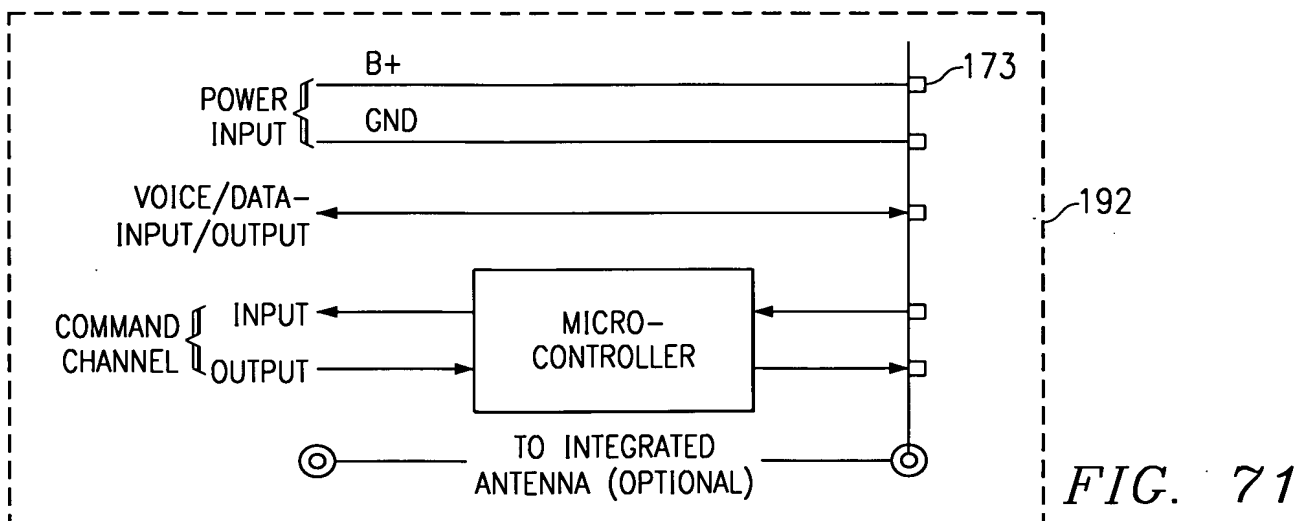 B+
173
POWER
INPUT
GND
VOICE/DATA-
INPUT/OUTPUT
192
COMMAND
CHANNEL
INPUT
OUTPUT
MICRO-
CONTROLLER
TO INTEGRATED
ANTENNA (OPTIONAL)
FIG. 71